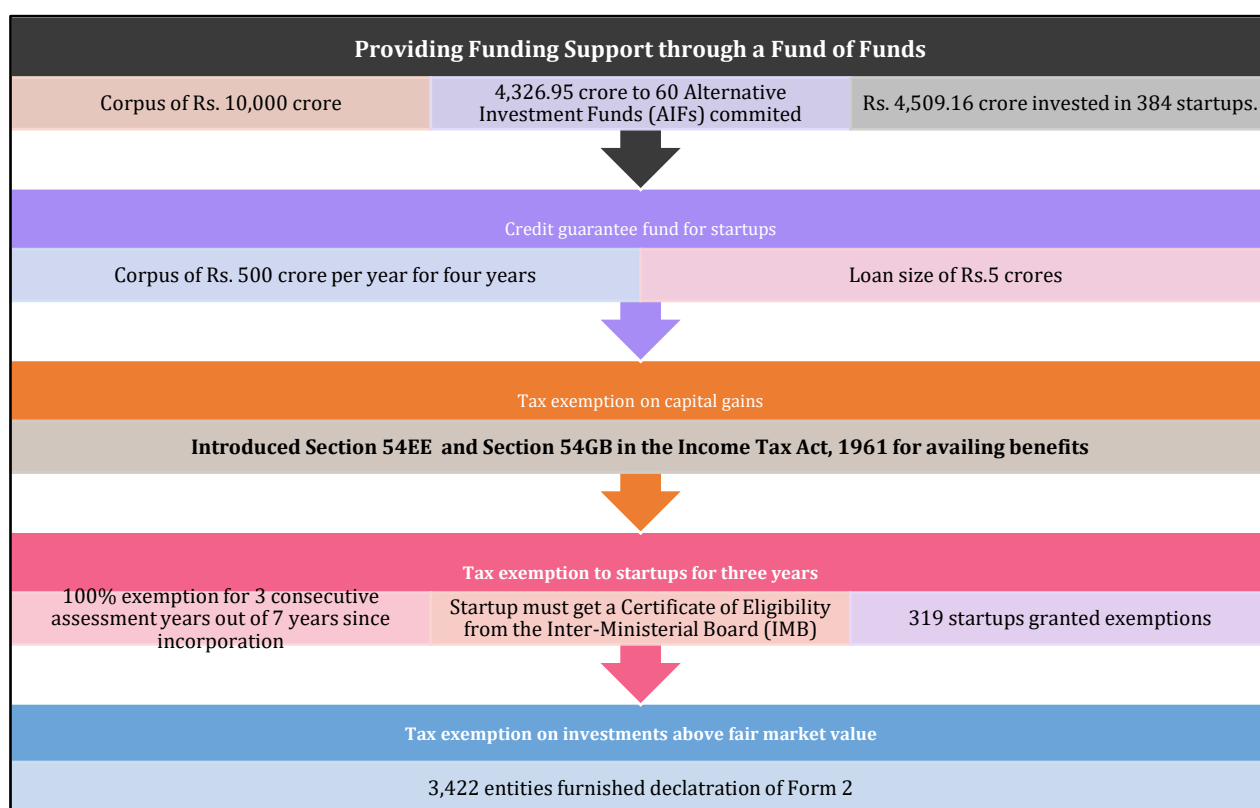 Providing Funding Support through a Fund of Funds
Corpus of Rs. 10,000 crore
4,326.95 crore to 60 Alternative
Investment Funds (AIFs) commited
Rs. 4,509.16 crore invested in 384 startups.
Credit guarantee fund for startups
Corpus of Rs. 500 crore per year for four years
Loan size of Rs.5 crores
Tax exemption on capital gains
Introduced Section 54EE and Section 54GB in the Income Tax Act, 1961 for availing benefits
Tax exemption to startups for three years
100% exemption for 3 consecutive
assessment years out of 7 years since
incorporation
Startup must get a Certificate of Eligibility
from the Inter-Ministerial Board (IMB)
319 startups granted exemptions
Tax exemption on investments above fair market value
3,422 entities furnished declatration of Form 2